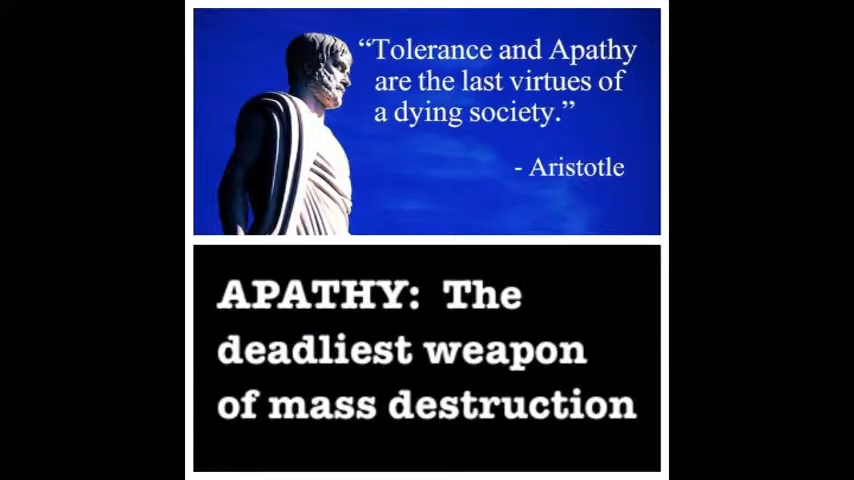 “Tolerance and Apathy
are the last virtues of
a dying society.”
- Aristotle
APATHY: The
deadliest weapon
of mass destruction